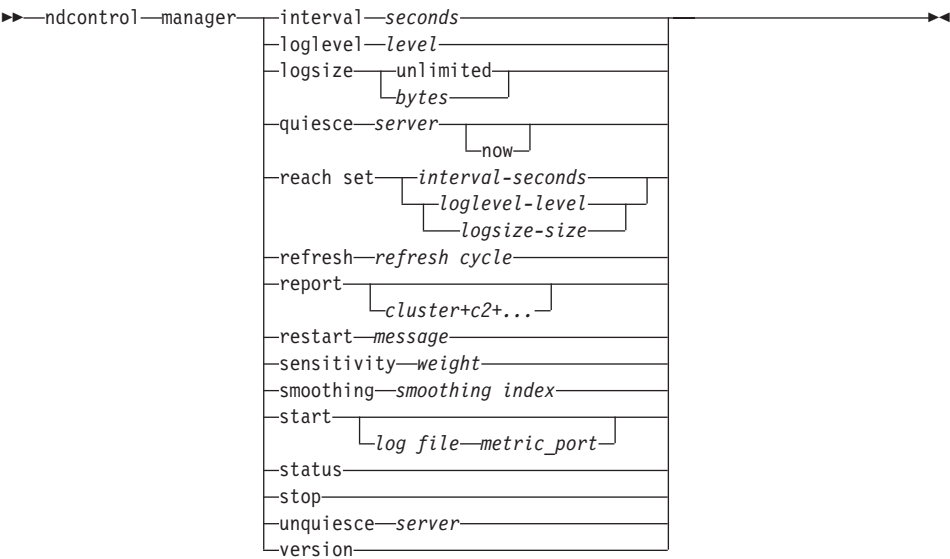 ndcontrol manager interval seconds
loglevel level
logsize unlimited
bytes
quiesce server
now
reach set interval-seconds
loglevel-level
logsize-size
refresh refresh cycle
report
cluster+c2+...
restart message
sensitivity weight
smoothing smoothing index
start
log file metric_port
status
stop
unquiesce server
version